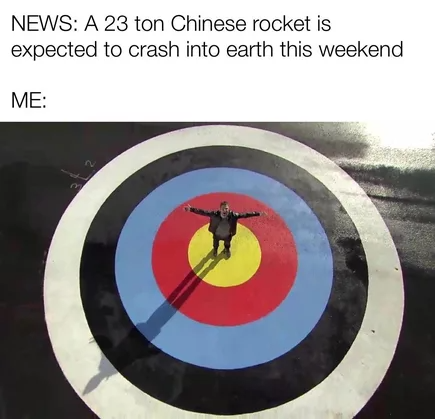 NEWS: A 23 ton Chinese rocket is
expected to crash into earth this weekend
ME: